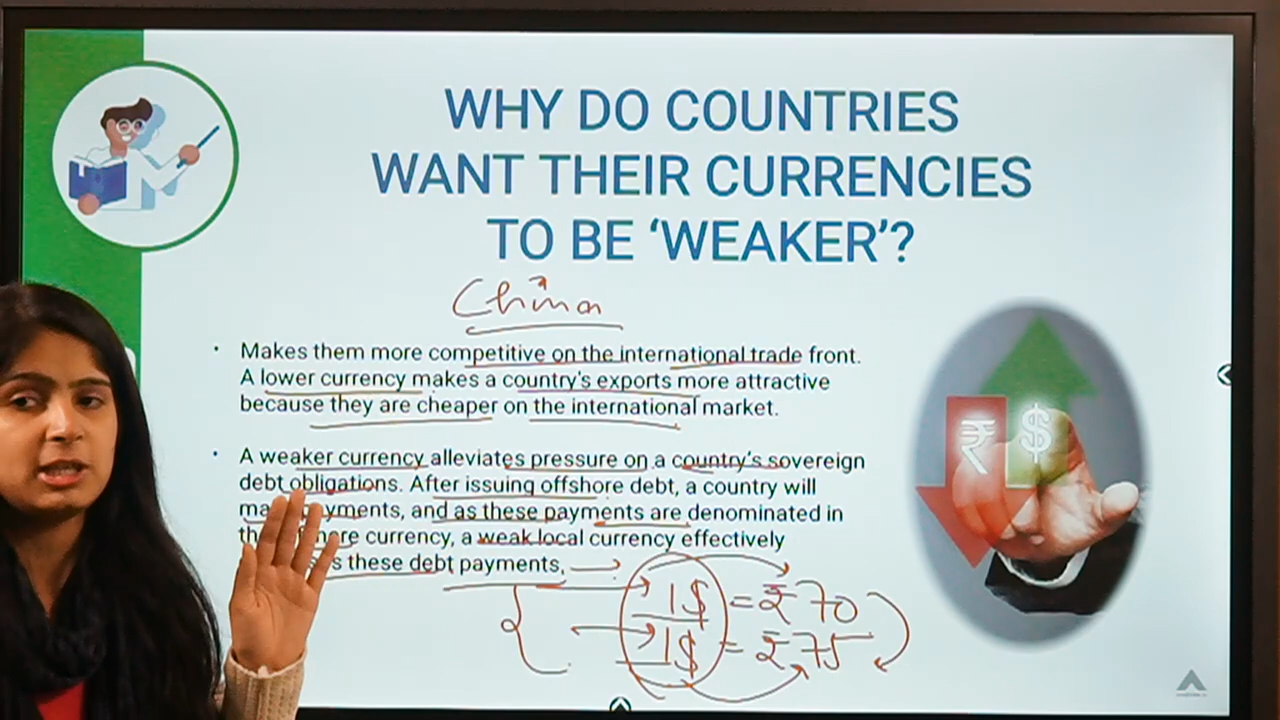 WHY DO COUNTRIES
WANT THEIR CURRENCIES
TO BE ‘WEAKER’?
China
• Makes them more competitive on the international trade front.
A lower currency makes a country's exports more attractive
because they are cheaper on the international market.
• A weaker currency alleviates pressure on a country's sovereign
debt obligations. After issuing offshore debt, a country will
payments, and as these payments are denominated in
currency, a weak local currency effectively
these debt payments.
1$ = ₹70
1$ = ₹75
₹ $